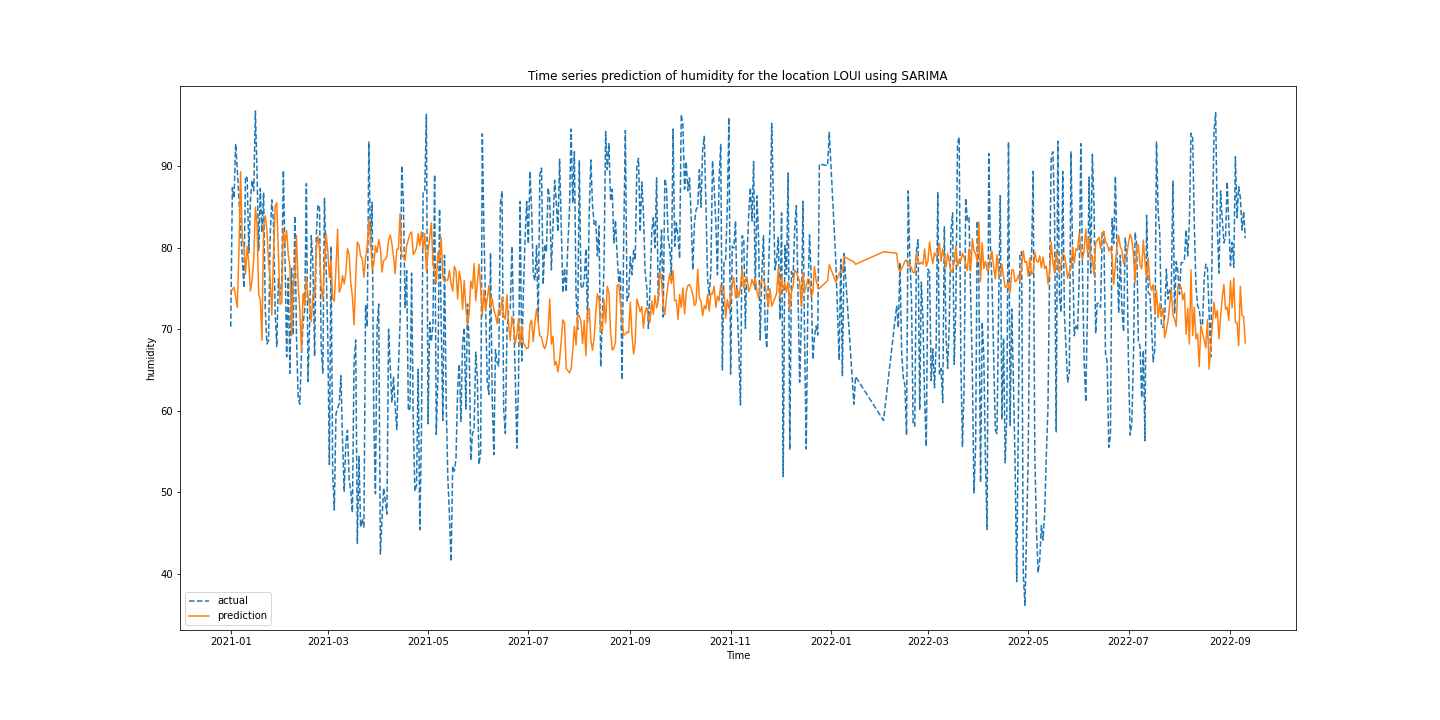 Time series prediction of humidity for the location LOUI using SARIMA
humidity
90
80
70
60
50
40
actual
prediction
2021-01 2021-03 2021-05 2021-07 2021-09 2021-11 2022-01 2022-03 2022-05 2022-07 2022-09
Time